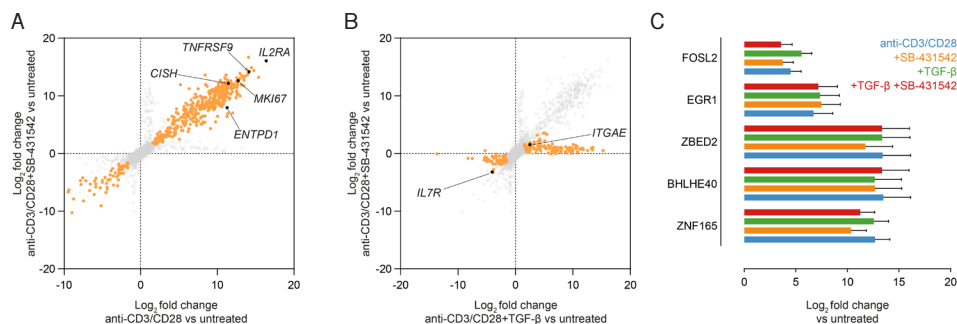 A
Log2 fold change
anti-CD3/CD28+SB-431542 vs untreated
20
10
0
-10
-20
-10
0
10
20
TNFRSF9
IL2RA
CISH
MKI67
ENTPD1
Log2 fold change
anti-CD3/CD28 vs untreated
B
Log2 fold change
anti-CD3/CD28+SB-431542 vs untreated
20
10
0
-10
-20
-20
-10
0
10
20
ITGAE
IL7R
Log2 fold change
anti-CD3/CD28+TGF-β vs untreated
C
anti-CD3/CD28
+SB-431542
+TGF-β
+TGF-β +SB-431542
FOSL2
EGR1
ZBED2
BHLHE40
ZNF165
0
5
10
15
20
Log2 fold change
vs untreated